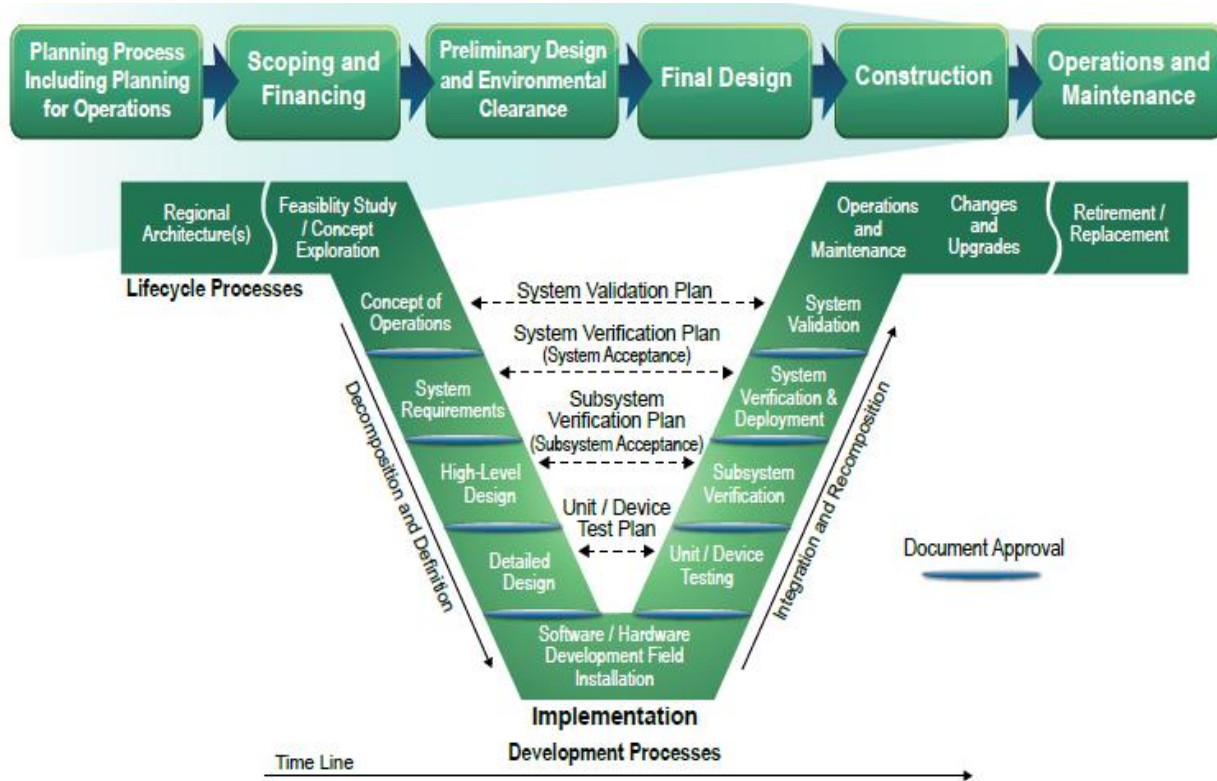 Planning Process
Including Planning
for Operations
Scoping and
Financing
Preliminary Design
and Environmental
Clearance
Final Design
Construction
Operations and
Maintenance
Regional
Architecture(s)
Feasiblity Study
/ Concept
Exploration
Operations
and
Maintenance
Changes
and
Upgrades
Retirement /
Replacement
Lifecycle Processes
Concept of
Operations
System Validation Plan
System
Validation
System Verification Plan
(System Acceptance)
System
Requirements
System
Verification &
Deployment
Subsystem
Verification Plan
(Subsystem Acceptance)
High-Level
Design
Subsystem
Verification
Unit / Device
Test Plan
Detailed
Design
Unit / Device
Testing
Decomposition and Definition
Integration and Recomposition
Document Approval
Software / Hardware
Development Field
Installation
Implementation
Development Processes
Time Line